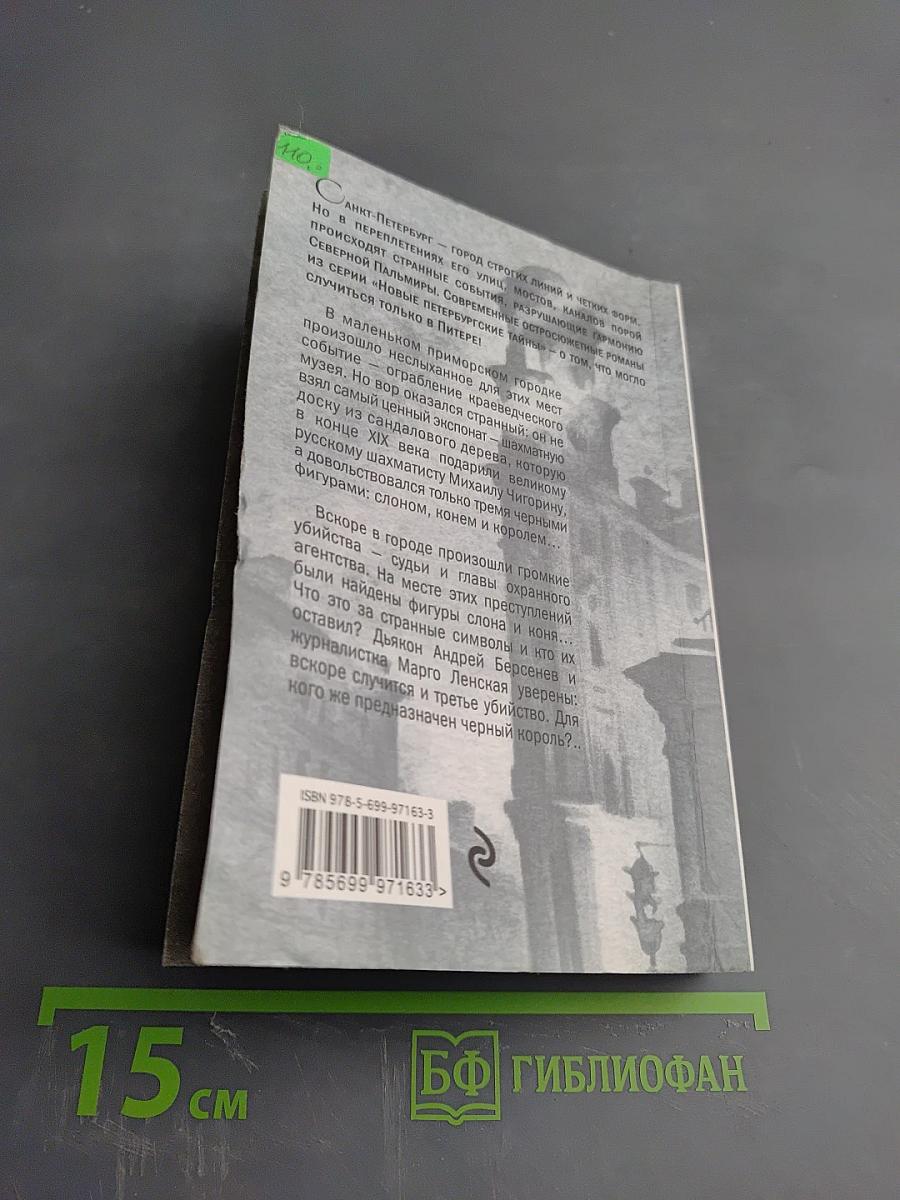 110.º
Санкт-Петербург — город строгих линий и четких форм.
Но в переплетениях его улиц, мостов, каналов порой
происходят странные события, разрушающие гармонию
Северной Пальмиры. Современные остросюжетные романы
из серии «Новые петербургские тайны» — о том, что могло
случиться только в Питере!
В маленьком приморском городке
произошло неслыханное для этих мест
событие — ограбление краеведческого
музея. Но вор оказался странный: он не
взял самый ценный экспонат — шахматную
доску из сандалового дерева, которую
в конце XIX века подарили великому
русскому шахматисту Михаилу Чигорину,
а довольствовался только тремя черными
фигурами: слоном, конем и королем...
Вскоре в городе произошли громкие
убийства — судьи и главы охранного
агентства. На месте этих преступлений
были найдены фигуры слона и коня...
Что это за странные символы и кто их
оставил? Дьякон Андрей Берсенев и
журналистка Марго Ленская уверены:
вскоре случится и третье убийство. Для
кого же предназначен черный король?..
ISBN 978-5-699-97163-3
9 785699 971633 >
15 см
БФ ГИБЛИОФАН